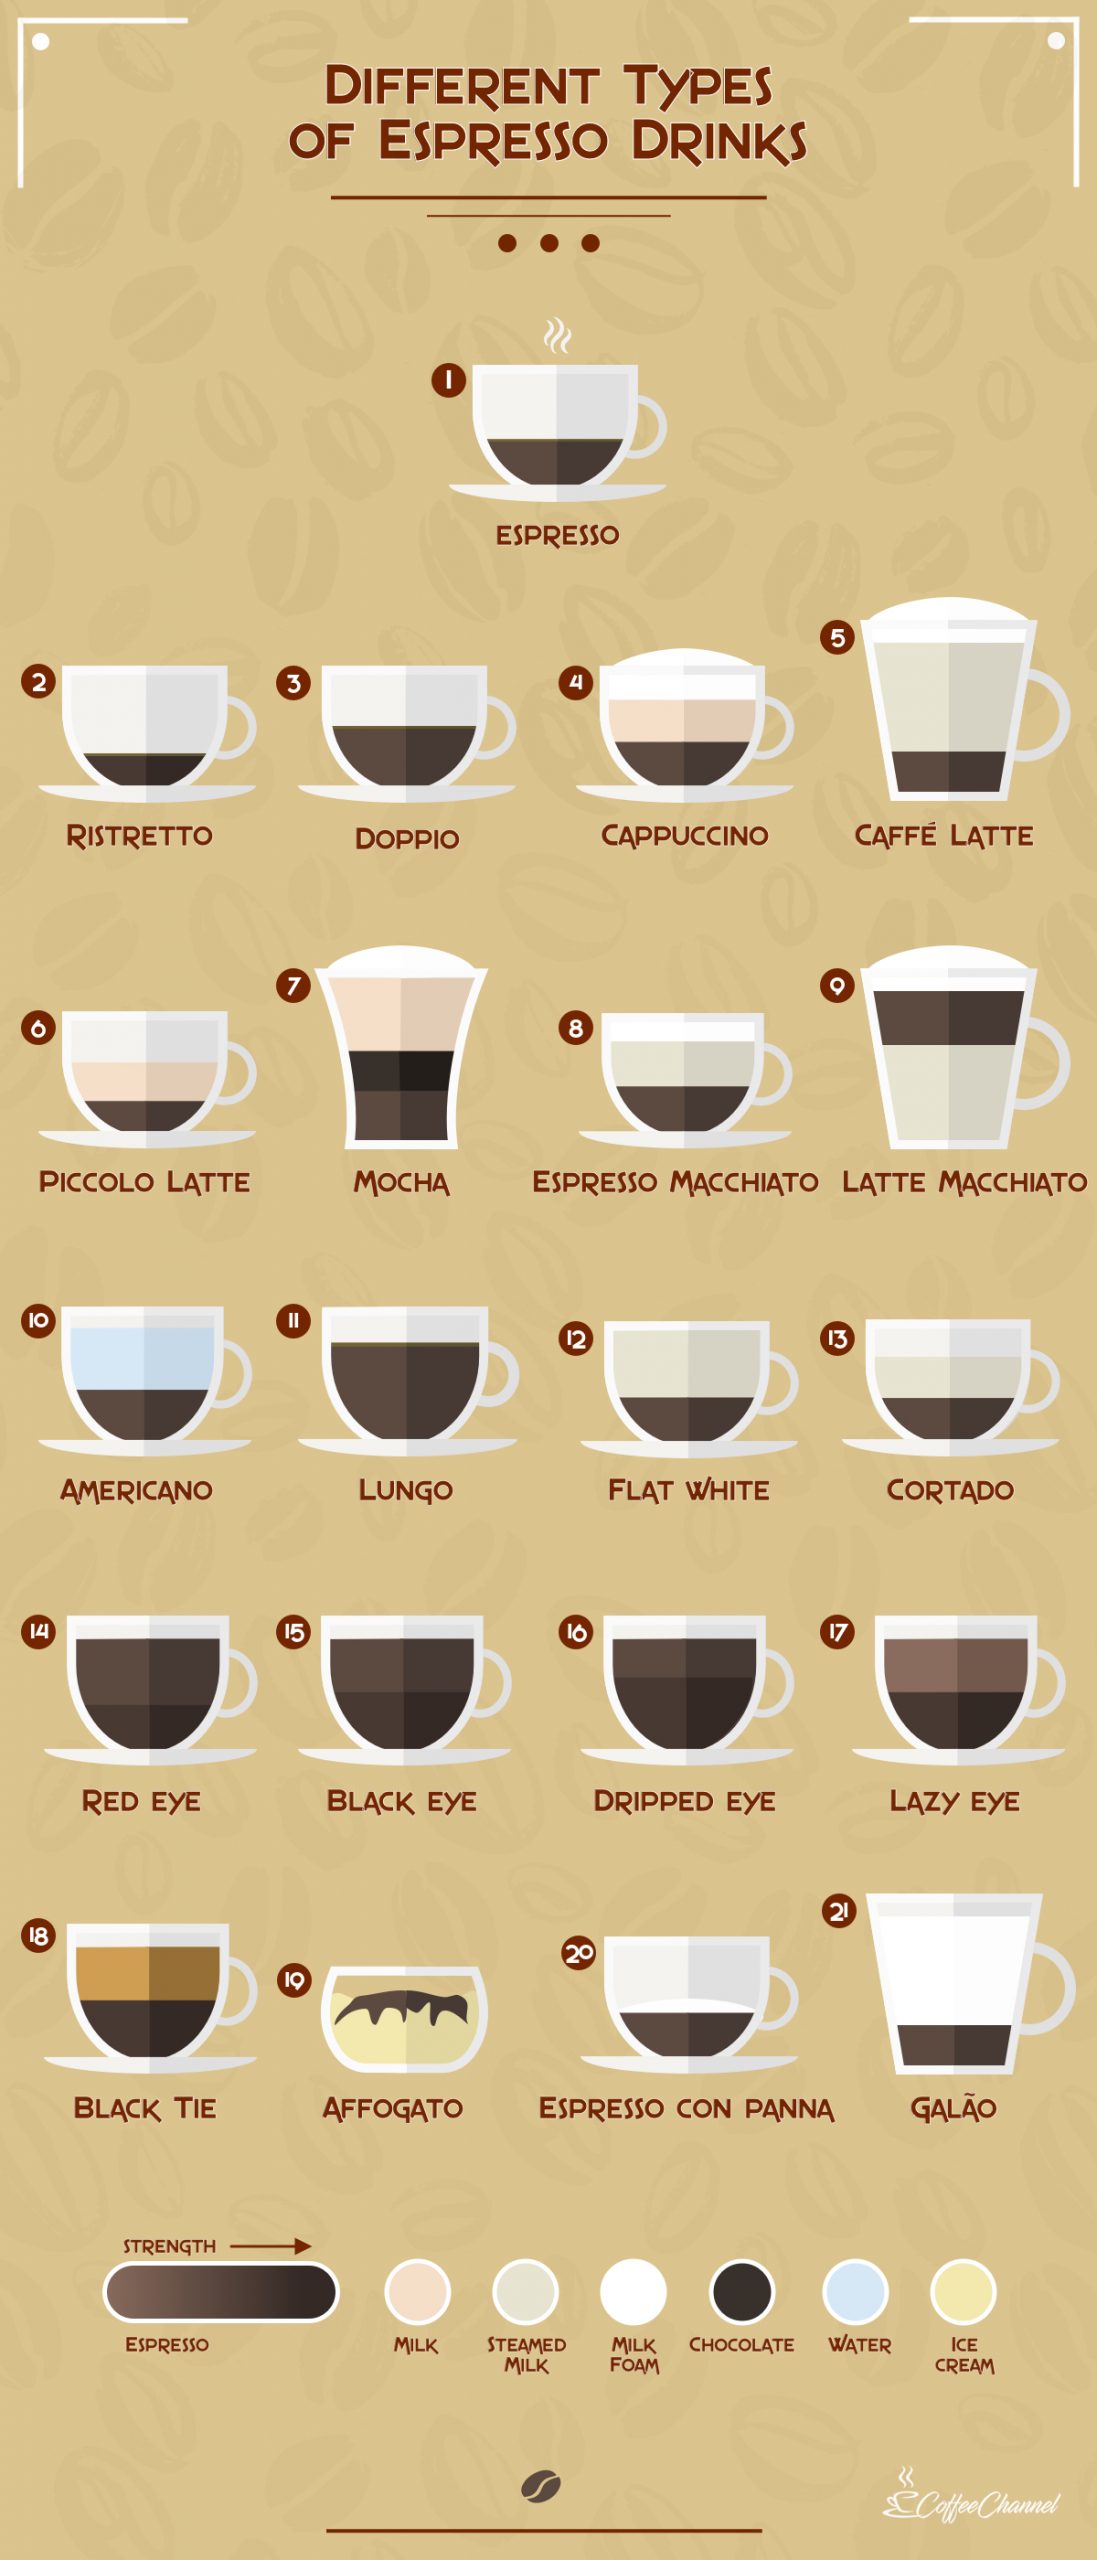 Different Types
of Espresso Drinks
1
Espresso
2
Ristretto
3
Doppio
4
Cappuccino
5
Caffé Latte
6
Piccolo Latte
7
Mocha
8
Espresso Macchiato
9
Latte Macchiato
10
Americano
11
Lungo
12
Flat White
13
Cortado
14
Red Eye
15
Black Eye
16
Dripped Eye
17
Lazy Eye
18
Black Tie
19
Affogato
20
Espresso con panna
21
Galão
Strength
Espresso
Milk
Steamed
Milk
Milk
Foam
Chocolate
Water
Ice
cream
CoffeeChannel